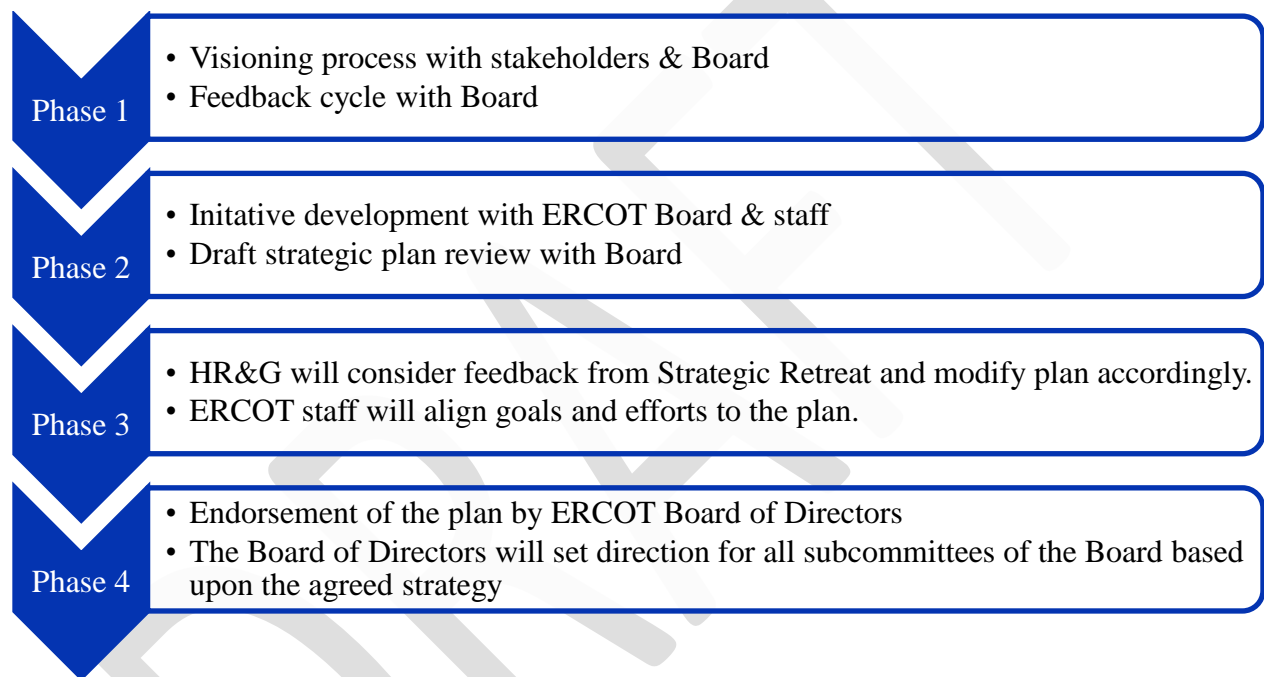 Phase 1
• Visioning process with stakeholders & Board
• Feedback cycle with Board
Phase 2
• Initative development with ERCOT Board & staff
• Draft strategic plan review with Board
Phase 3
• HR&G will consider feedback from Strategic Retreat and modify plan accordingly.
• ERCOT staff will align goals and efforts to the plan.
Phase 4
• Endorsement of the plan by ERCOT Board of Directors
• The Board of Directors will set direction for all subcommittees of the Board based
upon the agreed strategy
DRAFT